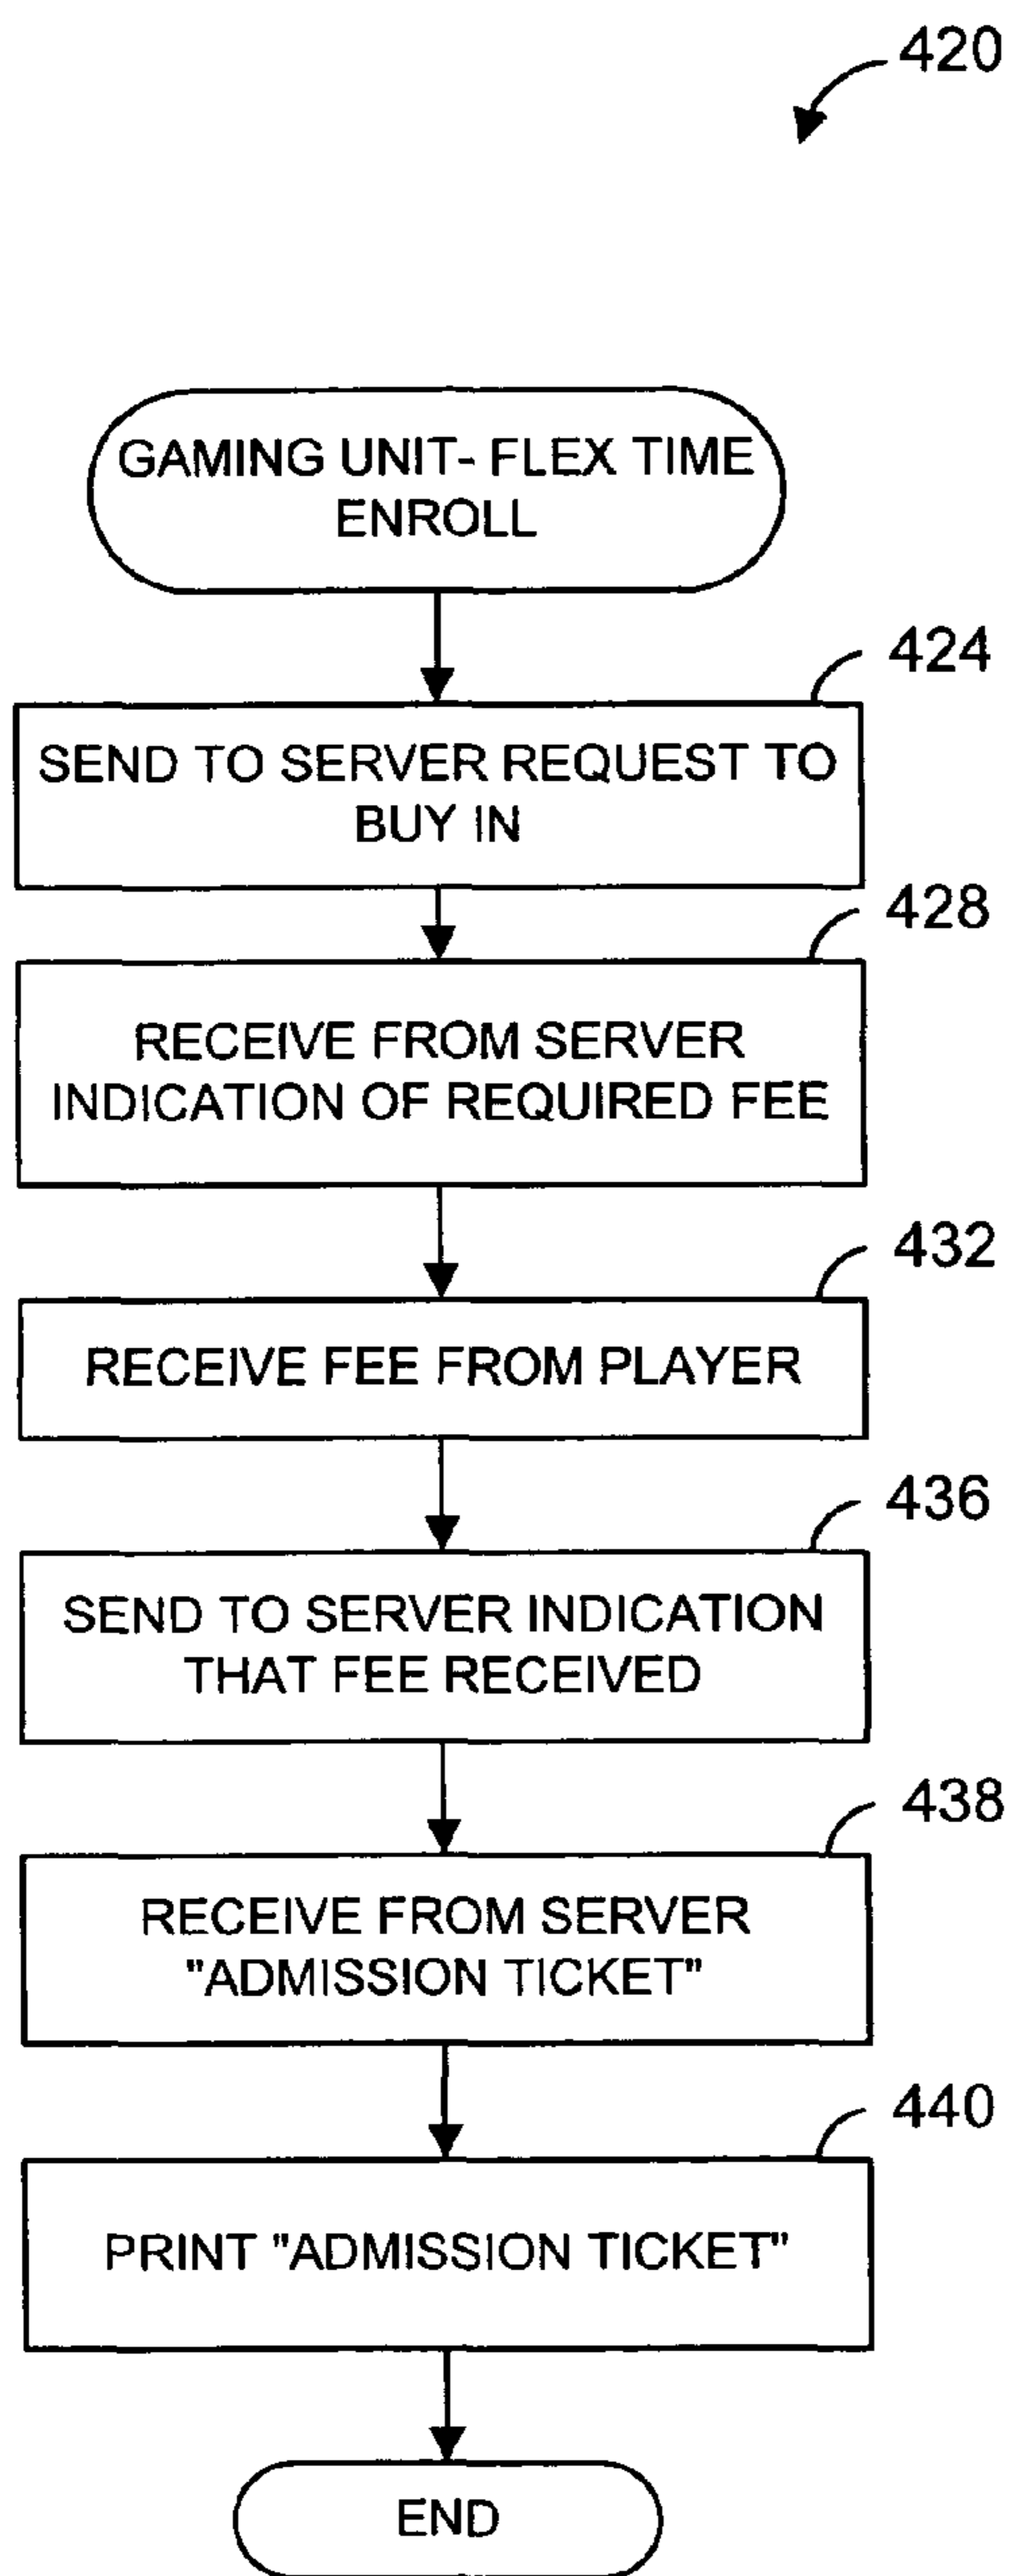 420
GAMING UNIT- FLEX TIME
ENROLL
424
SEND TO SERVER REQUEST TO
BUY IN
428
RECEIVE FROM SERVER
INDICATION OF REQUIRED FEE
432
RECEIVE FEE FROM PLAYER
436
SEND TO SERVER INDICATION
THAT FEE RECEIVED
438
RECEIVE FROM SERVER
"ADMISSION TICKET"
440
PRINT "ADMISSION TICKET"
END